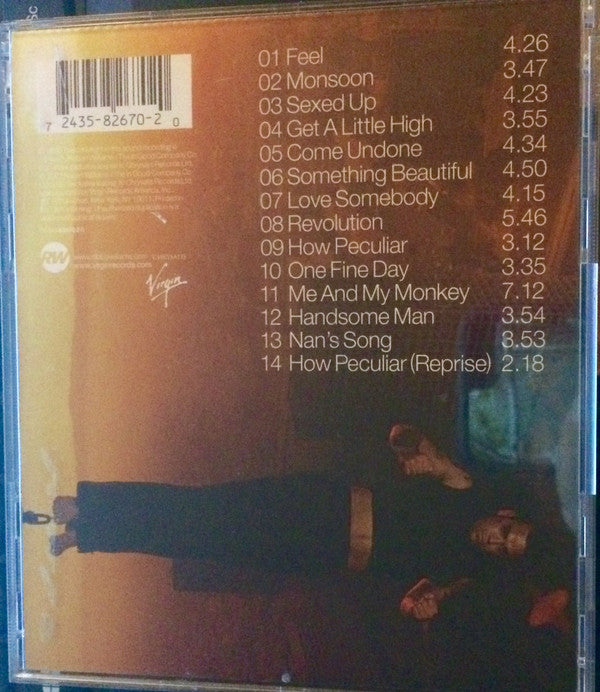 01 Feel 4.26
02 Monsoon 3.47
03 Sexed Up 4.23
04 Get A Little High 3.55
05 Come Undone 4.34
06 Something Beautiful 4.50
07 Love Somebody 4.15
08 Revolution 5.46
09 How Peculiar 3.12
10 One Fine Day 3.35
11 Me And My Monkey 7.12
12 Handsome Man 3.54
13 Nan's Song 3.53
14 How Peculiar (Reprise) 2.18
7 2435-82670-2 0
RW
www.virginrecords.com
Virgin